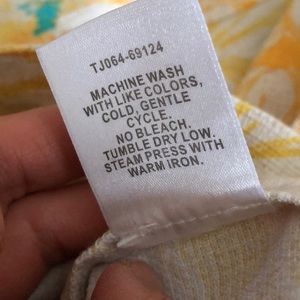 TJ064-69124
MACHINE WASH
WITH LIKE COLORS,
COLD, GENTLE
CYCLE.
NO BLEACH.
TUMBLE DRY LOW.
STEAM PRESS WITH
WARM IRON.